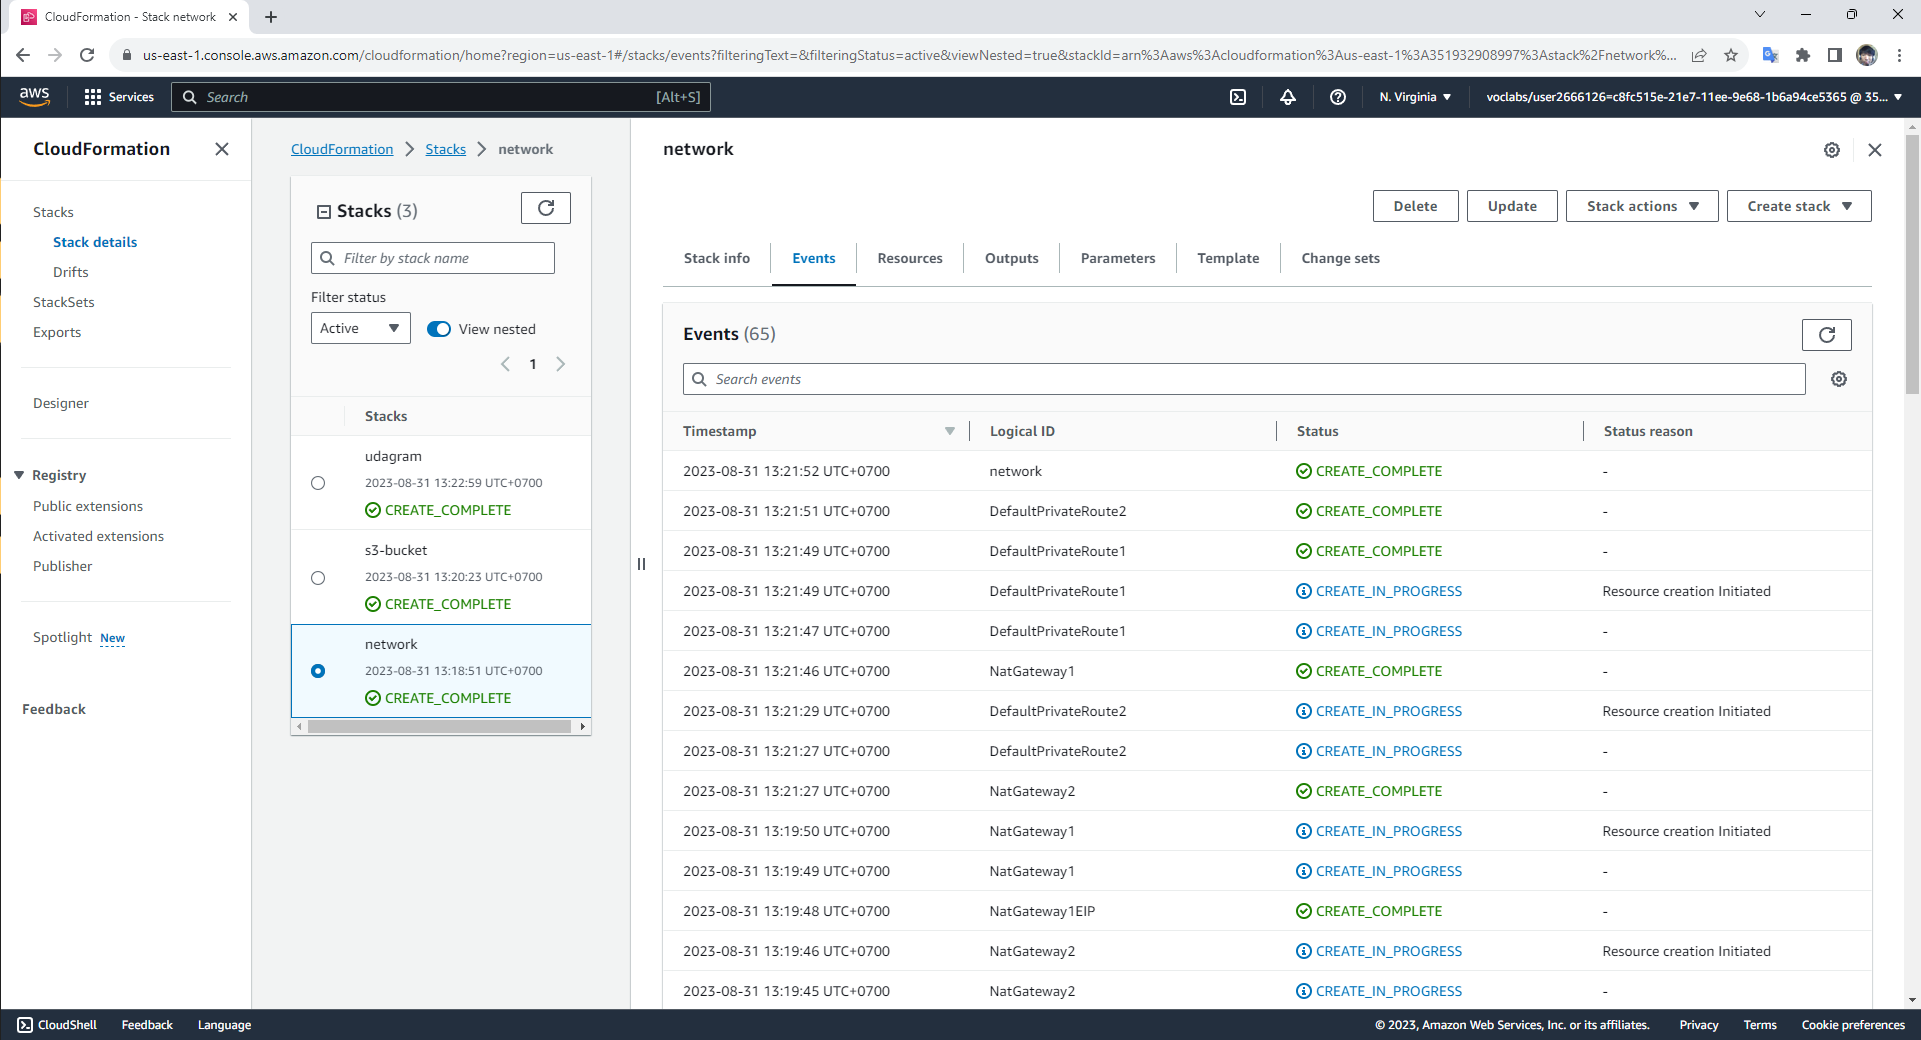 CloudFormation - Stack network
us-east-1.console.aws.amazon.com/cloudformation/home?region=us-east-1#/stacks/events?filteringText=&filteringStatus=active&viewNested=true&stackId=arn%3Aaws%3Acloudformation%3Aus-east-1%3A351932908997%3Astack%2Fnetwork%...
aws Services Search [Alt+S] N. Virginia voclabs/user2666126=c8fc515e-21e7-11ee-9e68-1b6a94ce5365 @ 35...
CloudFormation
Stacks
Stack details
Drifts
StackSets
Exports
Designer
Registry
Public extensions
Activated extensions
Publisher
Spotlight New
Feedback
CloudFormation Stacks network
Stacks (3)
Filter by stack name
Filter status
Active View nested
1
Stacks
udagram
2023-08-31 13:22:59 UTC+0700
CREATE_COMPLETE
s3-bucket
2023-08-31 13:20:23 UTC+0700
CREATE_COMPLETE
network
2023-08-31 13:18:51 UTC+0700
CREATE_COMPLETE
network
Delete Update Stack actions Create stack
Stack info Events Resources Outputs Parameters Template Change sets
Events (65)
Search events
Timestamp Logical ID Status Status reason
2023-08-31 13:21:52 UTC+0700 network CREATE_COMPLETE -
2023-08-31 13:21:51 UTC+0700 DefaultPrivateRoute2 CREATE_COMPLETE -
2023-08-31 13:21:49 UTC+0700 DefaultPrivateRoute1 CREATE_COMPLETE -
2023-08-31 13:21:49 UTC+0700 DefaultPrivateRoute1 CREATE_IN_PROGRESS Resource creation Initiated
2023-08-31 13:21:47 UTC+0700 DefaultPrivateRoute1 CREATE_IN_PROGRESS -
2023-08-31 13:21:46 UTC+0700 NatGateway1 CREATE_COMPLETE -
2023-08-31 13:21:29 UTC+0700 DefaultPrivateRoute2 CREATE_IN_PROGRESS Resource creation Initiated
2023-08-31 13:21:27 UTC+0700 DefaultPrivateRoute2 CREATE_IN_PROGRESS -
2023-08-31 13:21:27 UTC+0700 NatGateway2 CREATE_COMPLETE -
2023-08-31 13:19:50 UTC+0700 NatGateway1 CREATE_IN_PROGRESS Resource creation Initiated
2023-08-31 13:19:49 UTC+0700 NatGateway1 CREATE_IN_PROGRESS -
2023-08-31 13:19:48 UTC+0700 NatGateway1EIP CREATE_COMPLETE -
2023-08-31 13:19:46 UTC+0700 NatGateway2 CREATE_IN_PROGRESS Resource creation Initiated
2023-08-31 13:19:45 UTC+0700 NatGateway2 CREATE_IN_PROGRESS -
CloudShell Feedback Language © 2023, Amazon Web Services, Inc. or its affiliates. Privacy Terms Cookie preferences